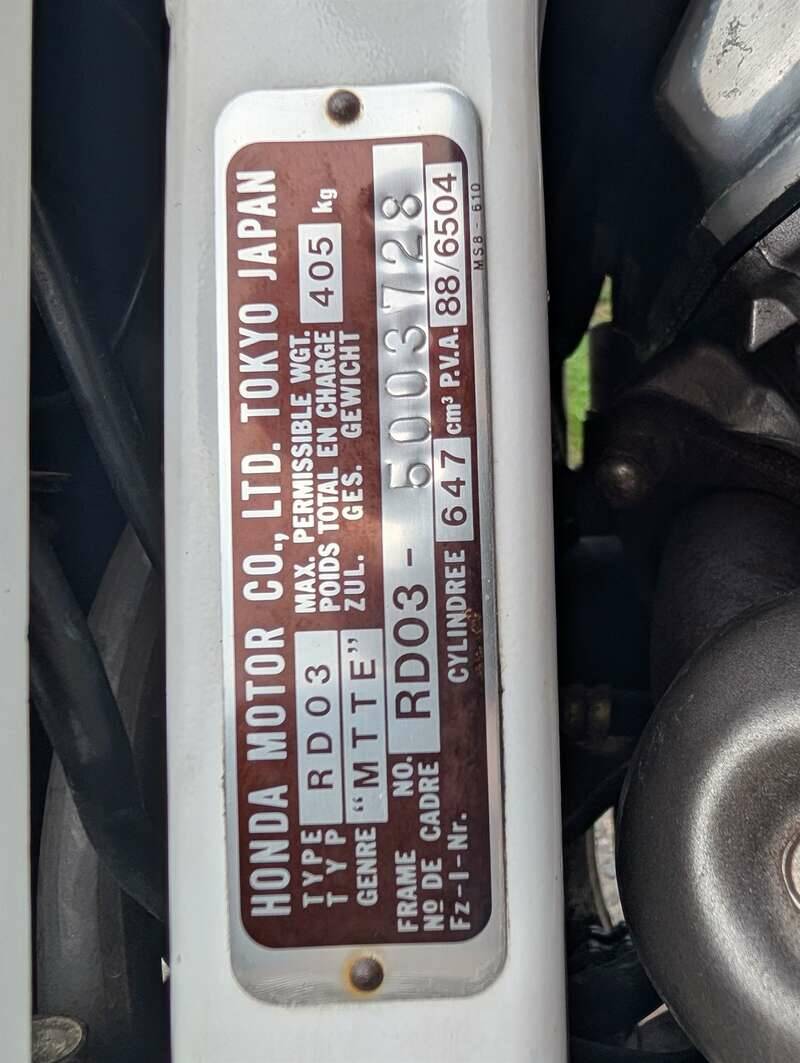 HONDA MOTOR CO., LTD. TOKYO JAPAN
TYPE
TYP RD03
MAX. PERMISSIBLE WGT.
POIDS TOTAL EN CHARGE 405 kg
ZUL. GES. GEWICHT
GENRE "MTTE"
FRAME NO.
Nº DE CADRE RD03- 5003728
Fz-I-Nr.
CYLINDREE 647 cm³ P.V.A. 88/6504
MS8-610